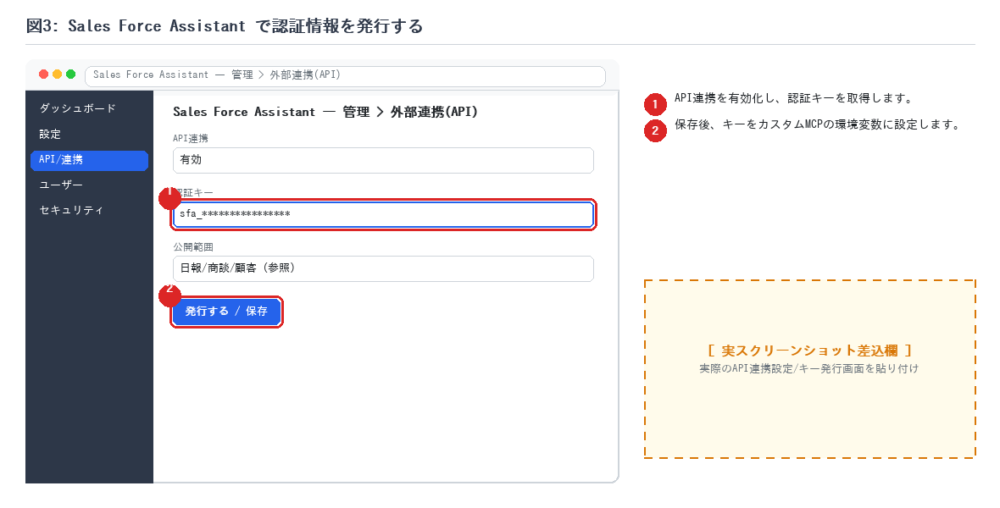 図3: Sales Force Assistant で認証情報を発行する
Sales Force Assistant — 管理 > 外部連携(API)
ダッシュボード
設定
API/連携
ユーザー
セキュリティ
Sales Force Assistant — 管理 > 外部連携(API)
API連携
有効
1
認証キー
sfa_****************
公開範囲
日報/商談/顧客 (参照)
2
発行する / 保存
1 API連携を有効化し、認証キーを取得します。
2 保存後、キーをカスタムMCPの環境変数に設定します。
[ 実スクリーンショット差込欄 ]
実際のAPI連携設定/キー発行画面を貼り付け